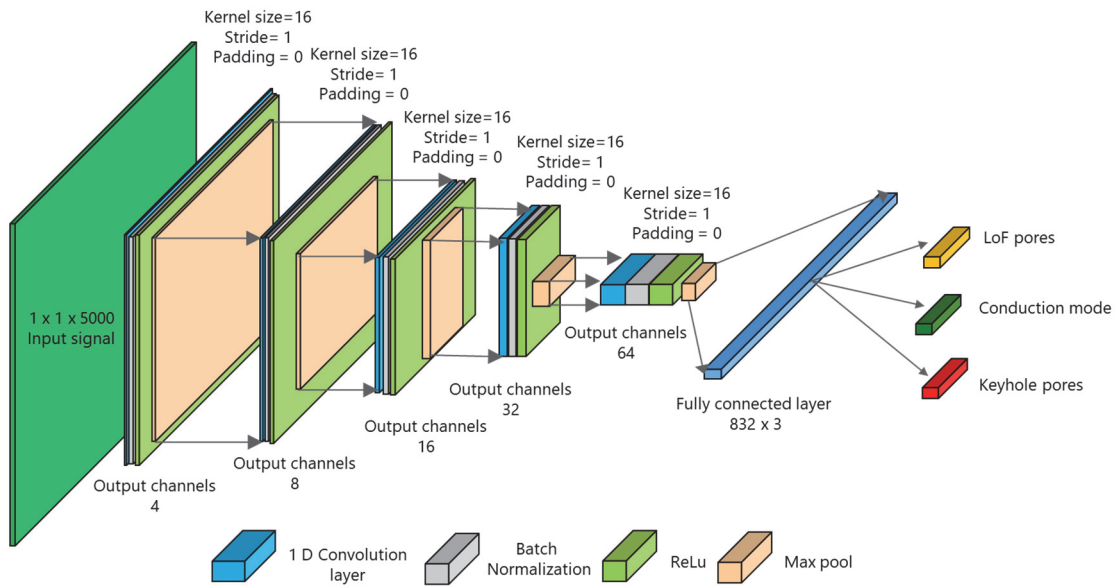 Kernel size=16
Stride= 1
Padding = 0
Kernel size=16
Stride= 1
Padding = 0
Kernel size=16
Stride= 1
Padding = 0
Kernel size=16
Stride= 1
Padding = 0
Kernel size=16
Stride= 1
Padding = 0
1 x 1 x 5000
Input signal
Output channels
4
Output channels
8
Output channels
16
Output channels
32
Output channels
64
Fully connected layer
832 x 3
LoF pores
Conduction mode
Keyhole pores
1 D Convolution
layer
Batch
Normalization
ReLu
Max pool